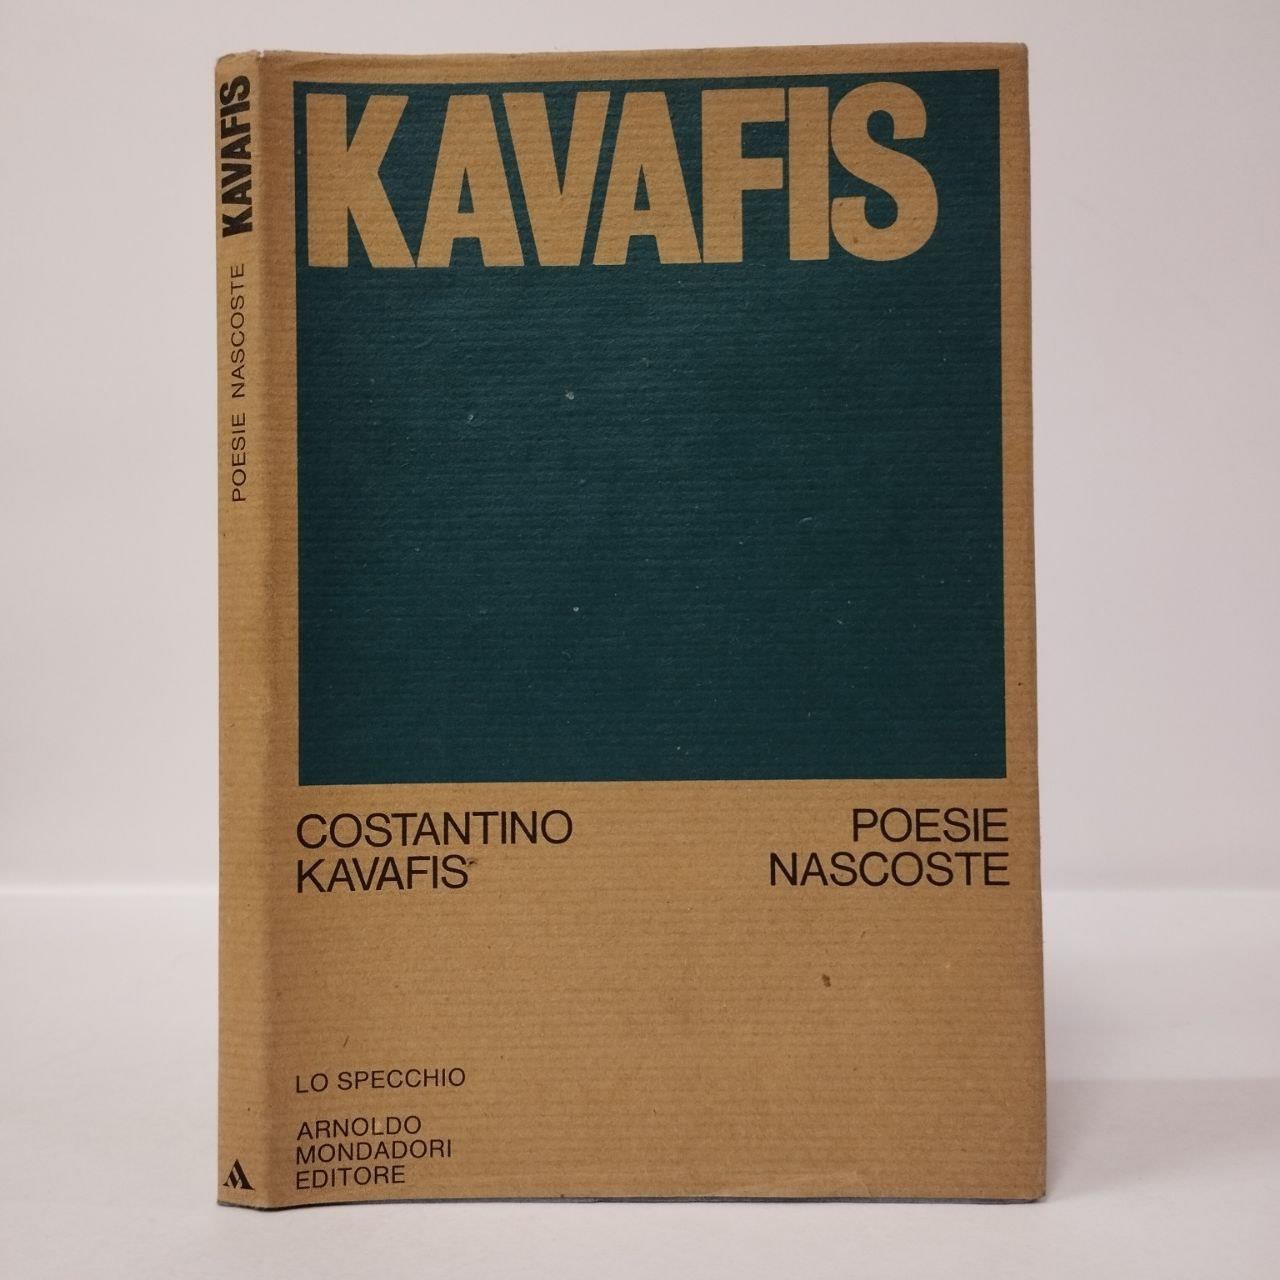 KAVAFIS
POESIE NASCOSTE
KAVAFIS
COSTANTINO
KAVAFIS
POESIE
NASCOSTE
LO SPECCHIO
ARNOLDO
MONDADORI
EDITORE